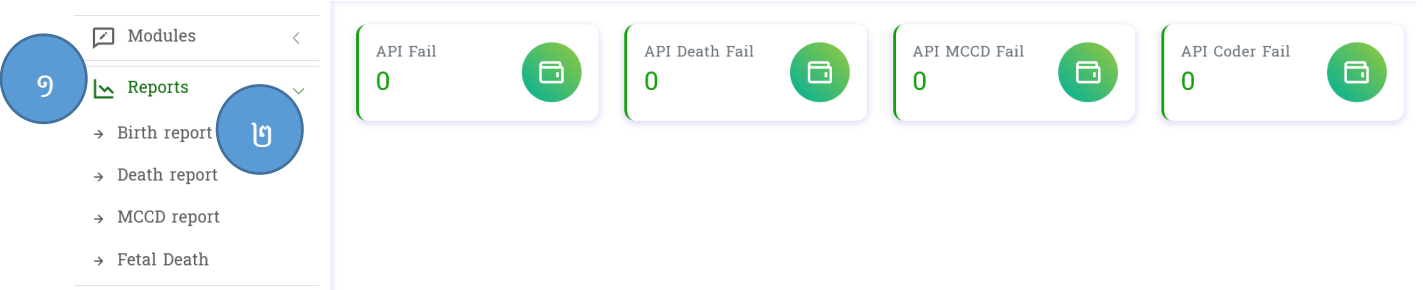 Modules
១
Reports
២
Birth report
Death report
MCCD report
Fetal Death
API Fail
0
API Death Fail
0
API MCCD Fail
0
API Coder Fail
0